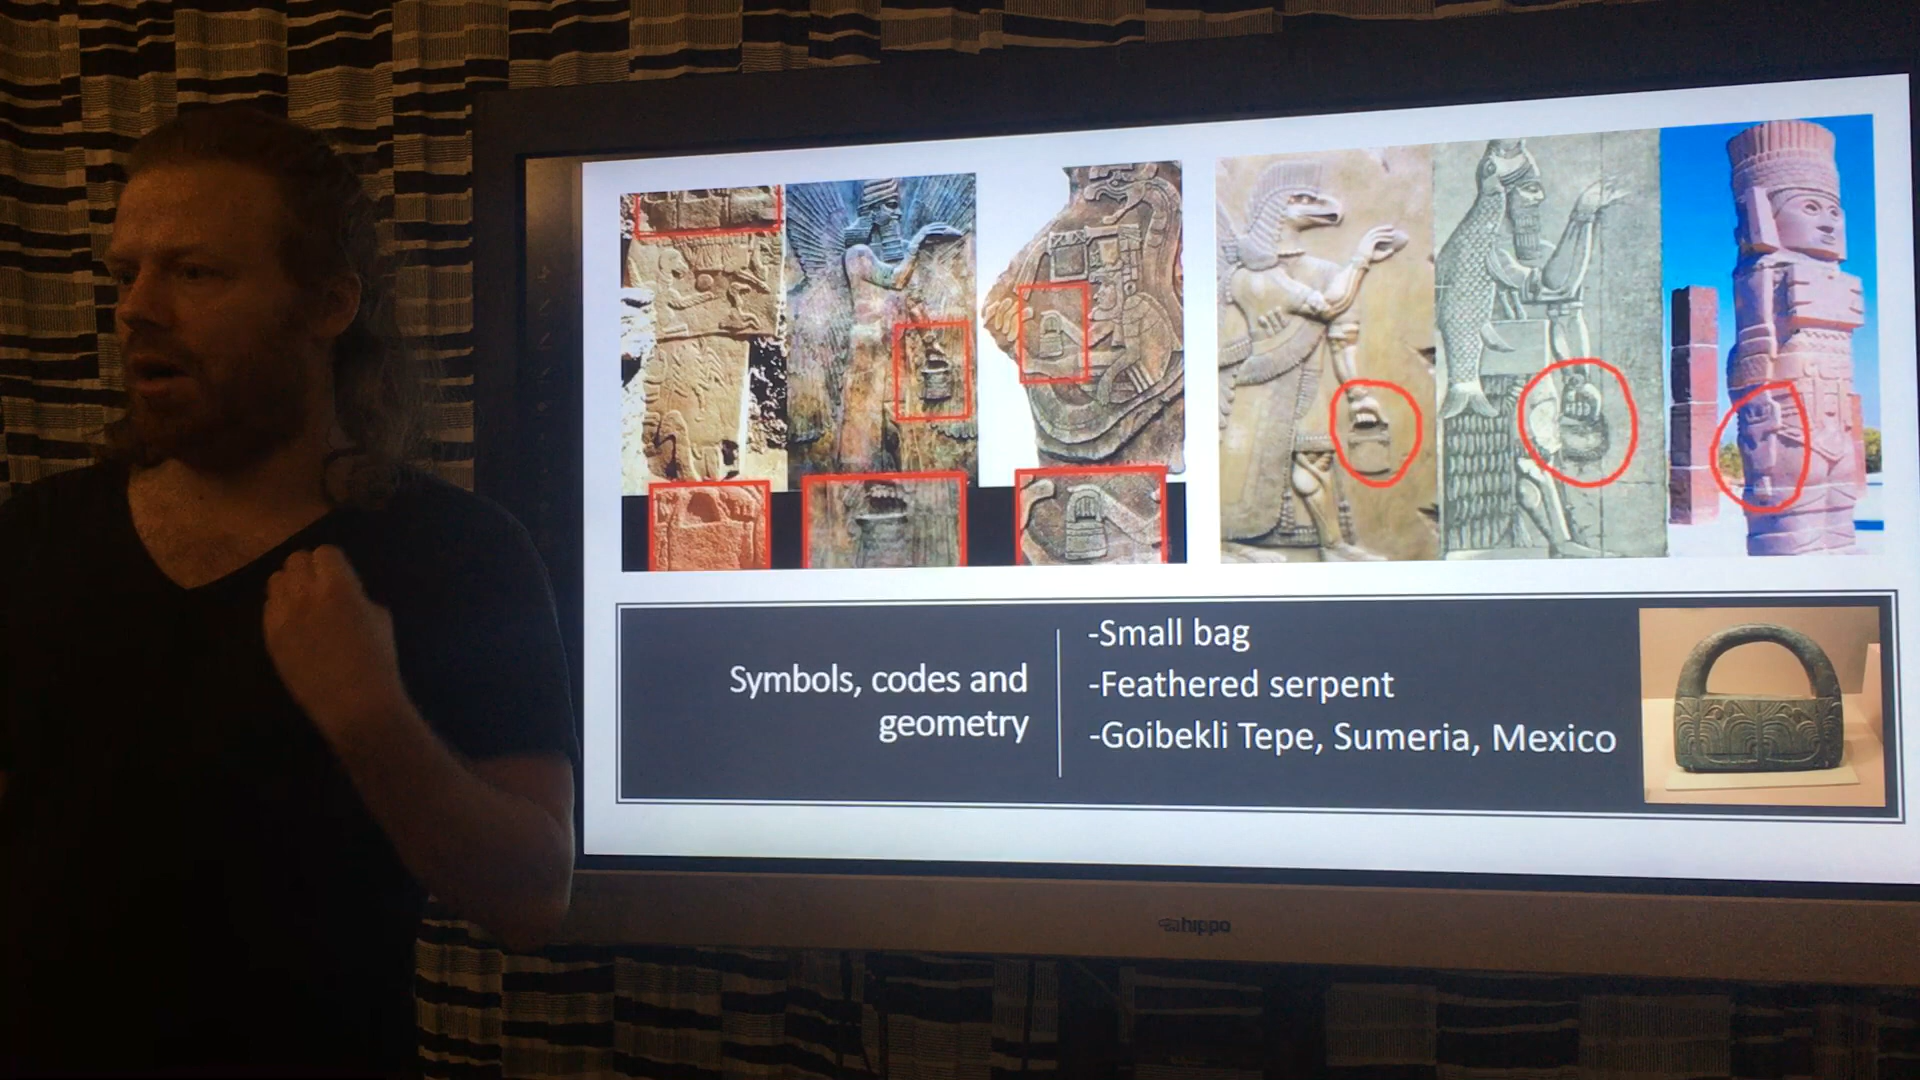 Symbols, codes and
geometry
-Small bag
-Feathered serpent
-Goibekli Tepe, Sumeria, Mexico
hippo